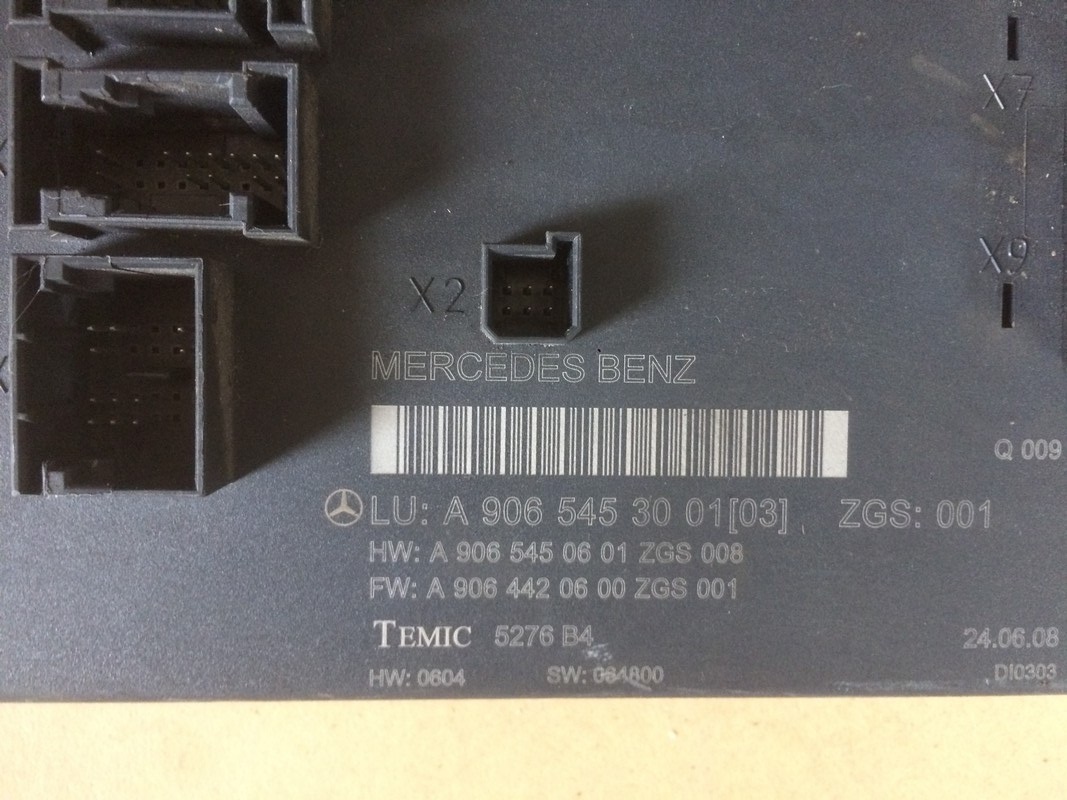 X7
X9
X2
MERCEDES BENZ
Q 009
LU: A 906 545 30 01[03] ZGS: 001
HW: A 906 545 06 01 ZGS 008
FW: A 906 442 06 00 ZGS 001
TEMIC 5276 B4 24.06.08
HW: 0604 SW: 064800 DI0303